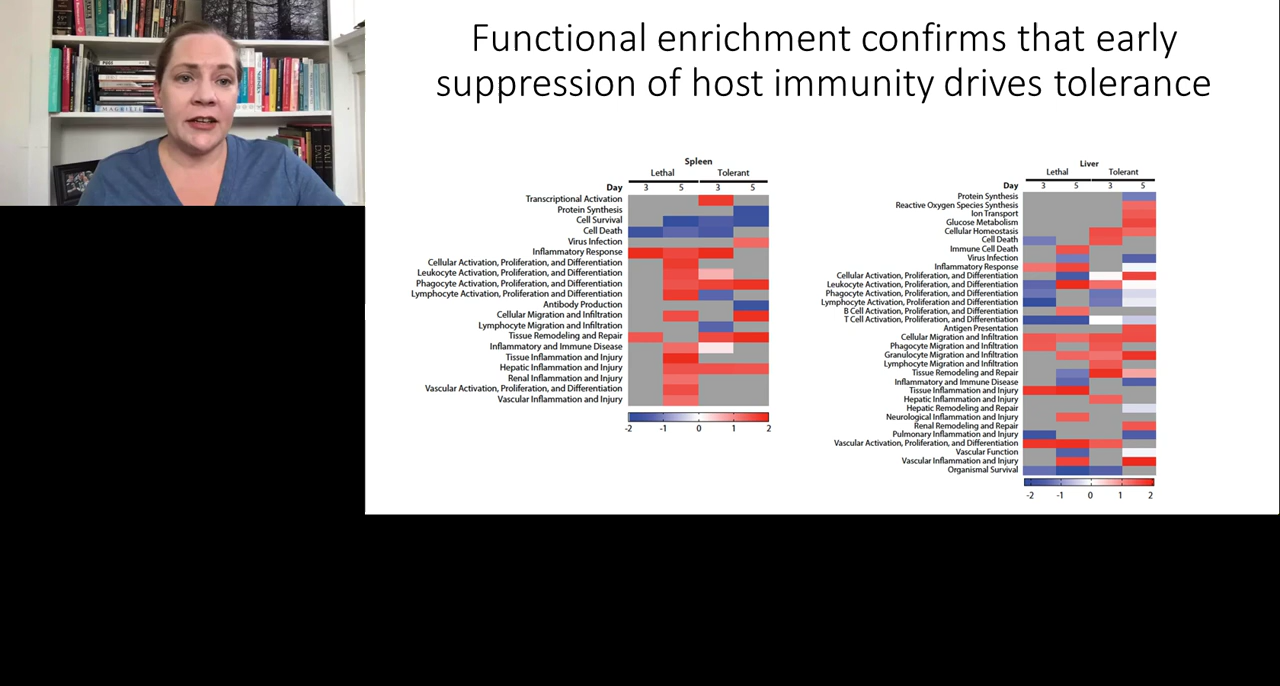 Functional enrichment confirms that early
suppression of host immunity drives tolerance
Spleen
Lethal Tolerant
Day 3 5 3 5
Transcriptional Activation
Protein Synthesis
Cell Survival
Cell Death
Virus Infection
Inflammatory Response
Cellular Activation, Proliferation, and Differentiation
Leukocyte Activation, Proliferation and Differentiation
Phagocyte Activation, Proliferation, and Differentiation
Lymphocyte Activation, Proliferation and Differentiation
Antibody Production
Cellular Migration and Infiltration
Lymphocyte Migration and Infiltration
Tissue Remodeling and Repair
Inflammatory and Immune Disease
Tissue Inflammation and Injury
Hepatic Inflammation and Injury
Renal Inflammation and Injury
Vascular Activation, Proliferation, and Differentiation
Vascular Inflammation and Injury
-2 -1 0 1 2
Liver
Lethal Tolerant
Day 3 5 3 5
Protein Synthesis
Reactive Oxygen Species Synthesis
Ion Transport
Glucose Metabolism
Cellular Homeostasis
Cell Death
Immune Cell Death
Virus Infection
Inflammatory Response
Cellular Activation, Proliferation, and Differentiation
Leukocyte Activation, Proliferation, and Differentiation
Phagocyte Activation, Proliferation, and Differentiation
Lymphocyte Activation, Proliferation, and Differentiation
B Cell Activation, Proliferation, and Differentiation
T Cell Activation, Proliferation, and Differentiation
Antigen Presentation
Cellular Migration and Infiltration
Phagocyte Migration and Infiltration
Granulocyte Migration and Infiltration
Lymphocyte Migration and Infiltration
Tissue Remodeling and Repair
Inflammatory and Immune Disease
Tissue Inflammation and Injury
Hepatic Inflammation and Injury
Hepatic Remodeling and Repair
Neurological Inflammation and Injury
Renal Remodeling and Repair
Pulmonary Inflammation and Injury
Vascular Activation, Proliferation, and Differentiation
Vascular Function
Vascular Inflammation and Injury
Organismal Survival
-2 -1 0 1 2